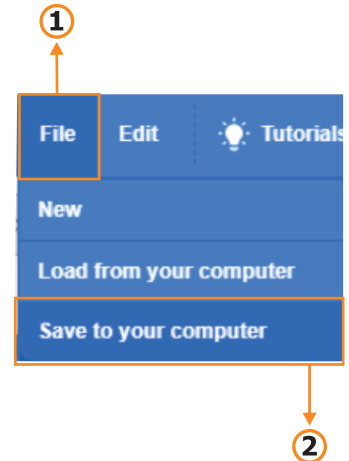 1
File Edit Tutorials
New
Load from your computer
Save to your computer
2